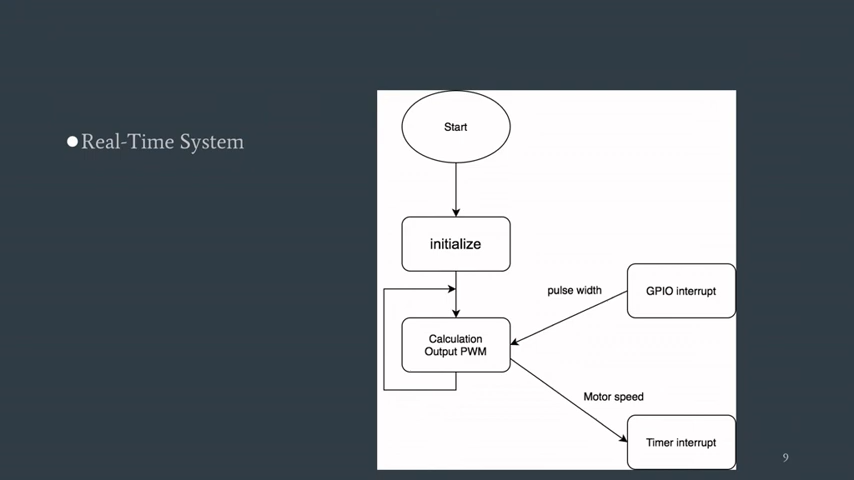 ●Real-Time System
Start
initialize
Calculation
Output PWM
pulse width
GPIO interrupt
Motor speed
Timer interrupt
9